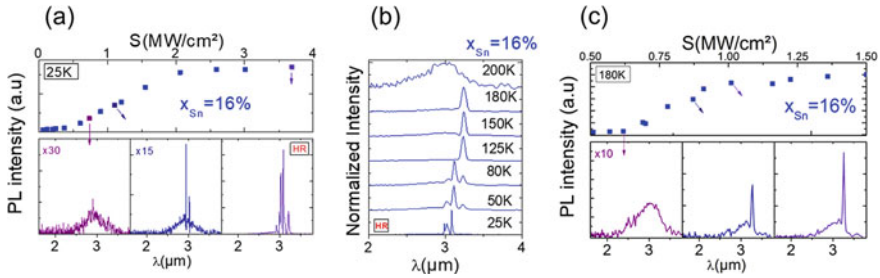 (a)
S(MW/cm²)
0 1 2 3 4
25K
x_Sn=16%
PL intensity (a.u)
x30
x15
HR
2 3 2 3 2 3
λ(μm)
(b)
x_Sn=16%
Normalized Intensity
200K
180K
150K
125K
80K
50K
HR 25K
2 3 4
λ(μm)
(c)
S(MW/cm²)
0.50 0.75 1.00 1.25 1.50
180K
x_Sn=16%
PL intensity (a.u)
x10
2 3 2 3 2 3
λ(μm)